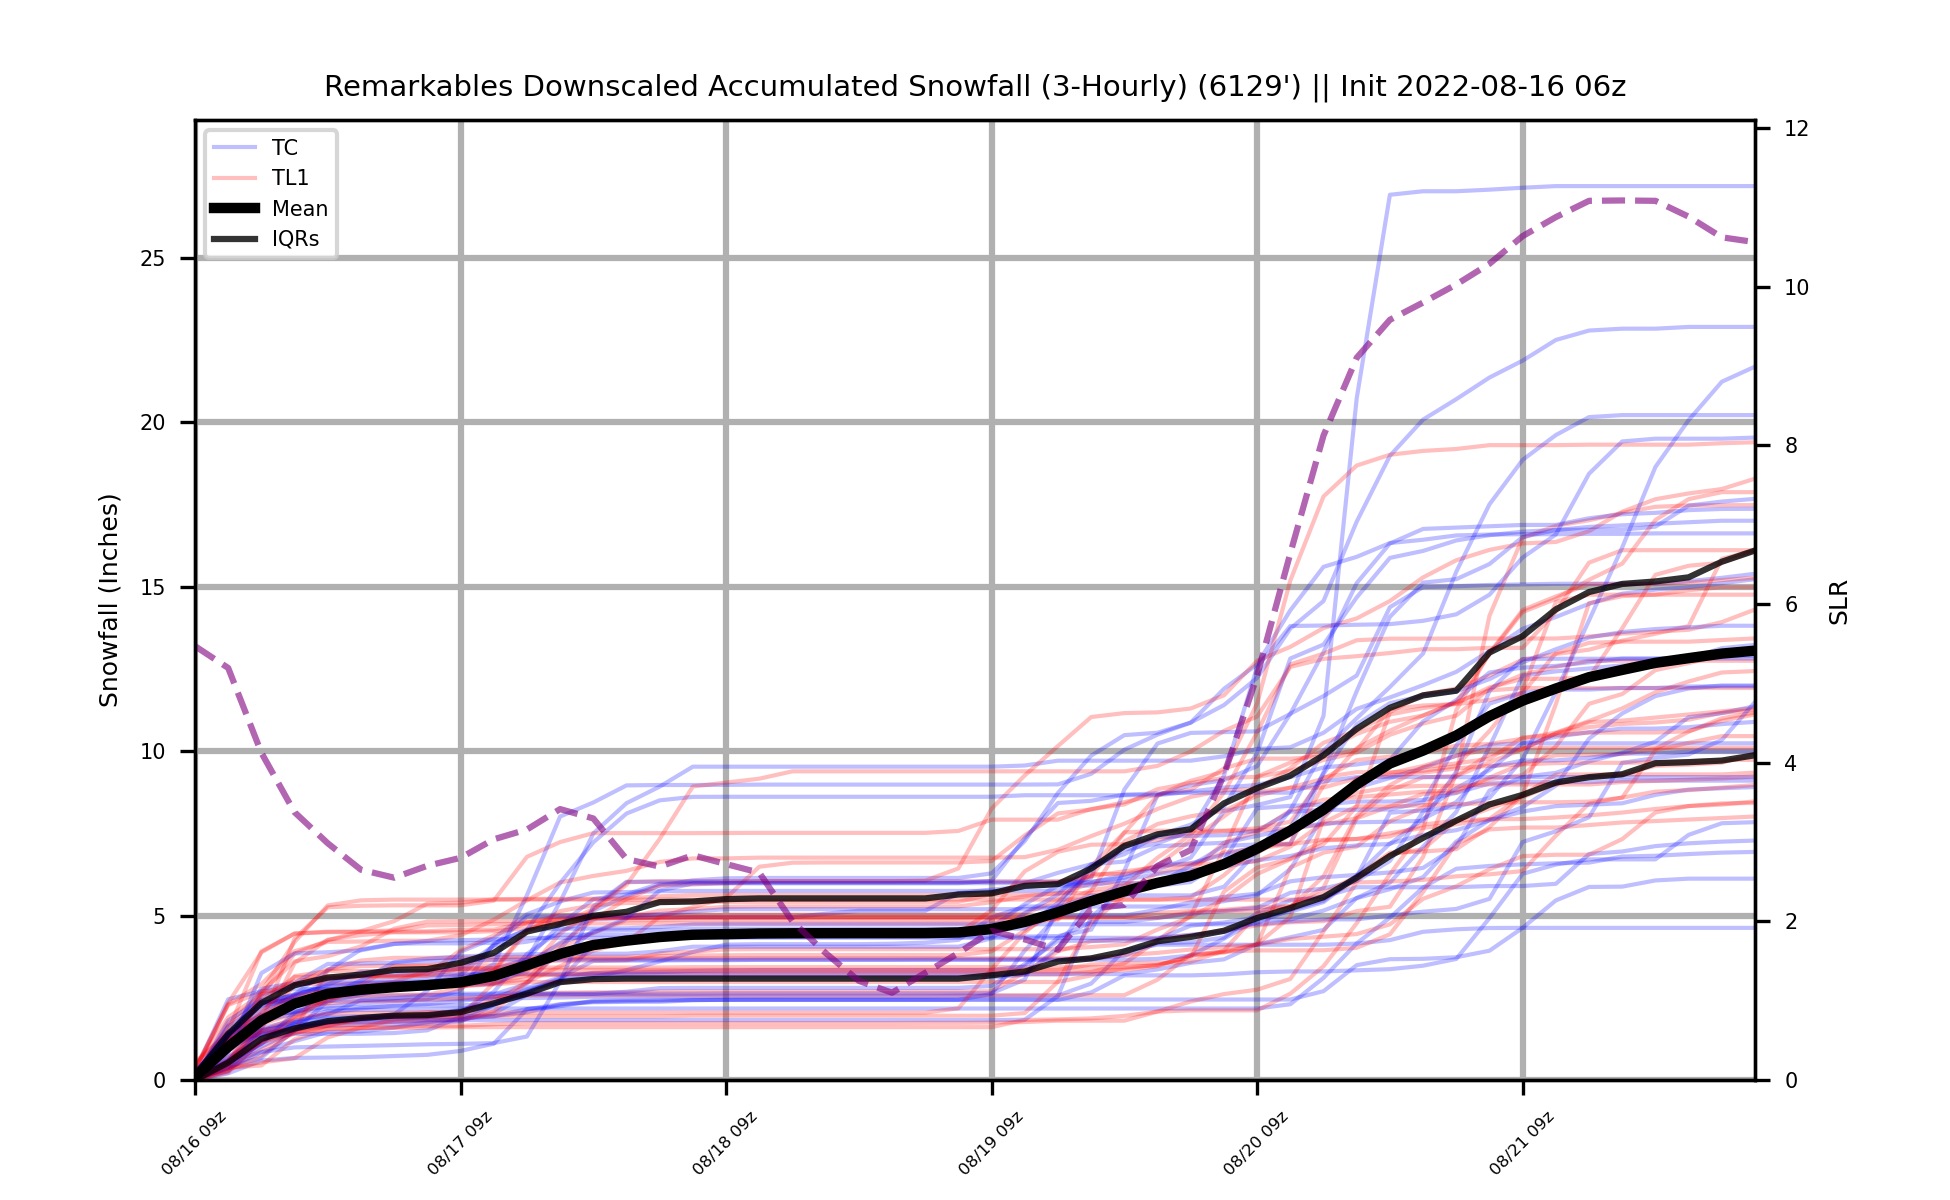 Remarkables Downscaled Accumulated Snowfall (3-Hourly) (6129') || Init 2022-08-16 06z
TC
TL1
Mean
IQRs
Snowfall (Inches)
25
20
15
10
5
0
12
10
8
6
4
2
0
SLR
08/16 09z
08/17 09z
08/18 09z
08/19 09z
08/20 09z
08/21 09z